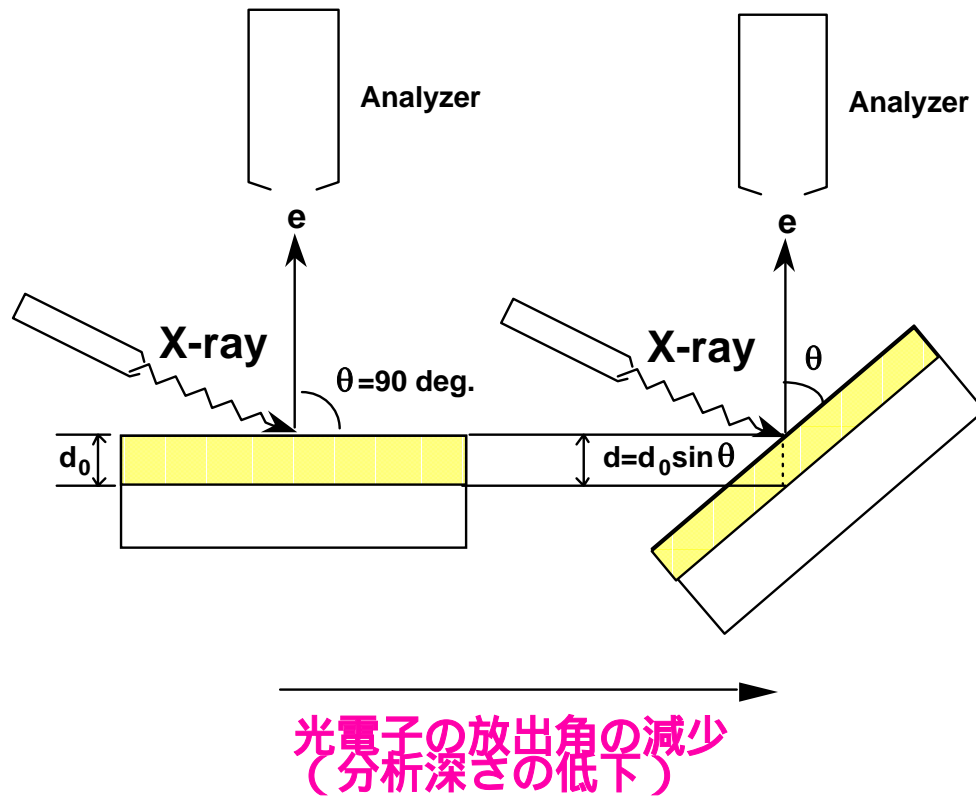 Analyzer
Analyzer
e
e
X-ray
X-ray
θ
θ=90 deg.
d0
d=d0sinθ
光電子の放出角の減少
（分析深さの低下）